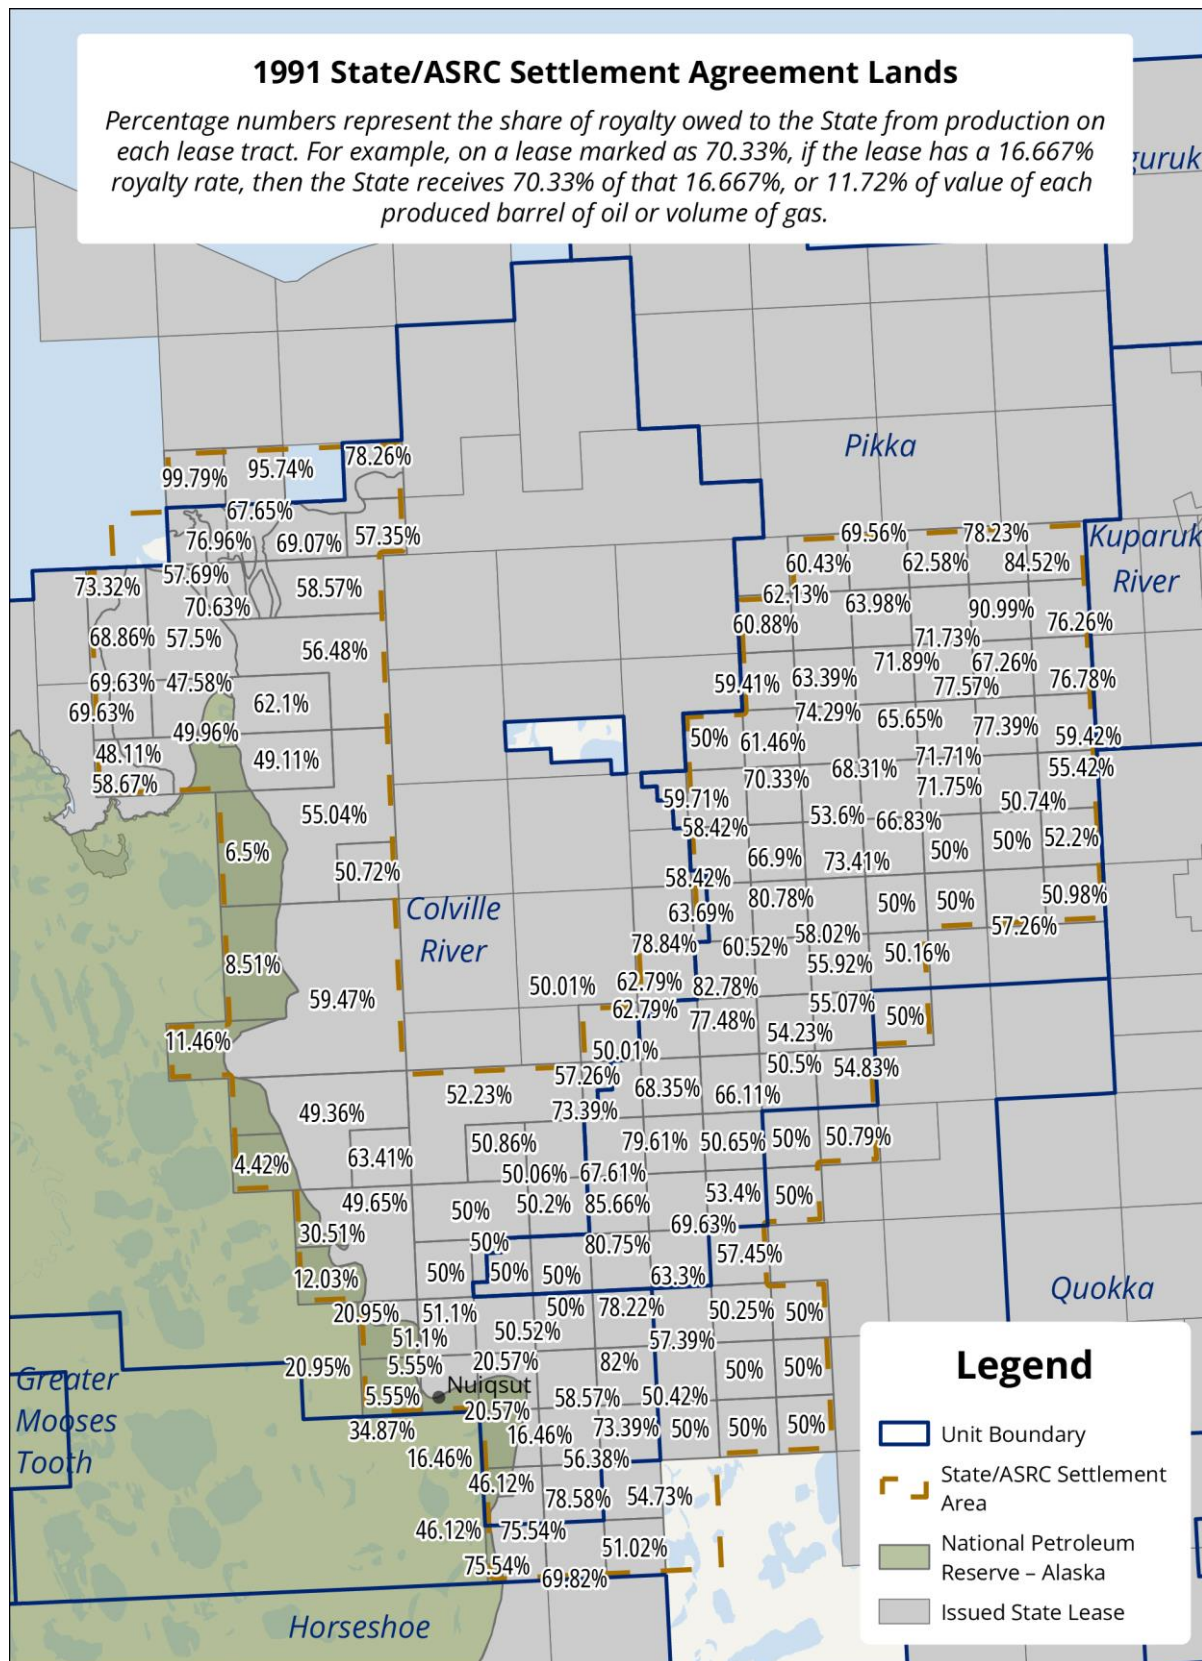 1991 State/ASRC Settlement Agreement Lands
Percentage numbers represent the share of royalty owed to the State from production on
each lease tract. For example, on a lease marked as 70.33%, if the lease has a 16.667%
royalty rate, then the State receives 70.33% of that 16.667%, or 11.72% of value of each
produced barrel of oil or volume of gas.
guruk
Pikka
78.26%
95.74%
99.79%
67.65%
76.96% 69.07% 57.35%
69.56% 78.23%
Kuparuk
River
60.43% 62.58% 84.52%
57.69%
73.32% 58.57%
70.63%
62.13% 63.98% 90.99%
60.88% 76.26%
68.86% 57.5%
56.48%
71.73%
71.89% 67.26%
69.63% 47.58%
59.41% 63.39% 77.57% 76.78%
62.1%
69.63%
74.29% 65.65% 77.39%
49.96%
50% 61.46% 59.42%
48.11% 49.11%
71.71%
70.33% 68.31% 55.42%
58.67%
71.75%
59.71% 50.74%
55.04%
53.6% 66.83%
58.42%
50% 52.2%
6.5%
66.9% 73.41% 50%
50.72%
58.42%
80.78% 50% 50% 50.98%
Colville
River
63.69%
57.26%
58.02%
78.84% 60.52% 50.16%
8.51%
55.92%
50.01% 62.79% 82.78%
59.47%
55.07%
62.79% 77.48% 50%
54.23%
11.46%
50.01%
50.5% 54.83%
57.26%
52.23% 68.35% 66.11%
49.36% 73.39%
50.86% 79.61% 50.65% 50% 50.79%
63.41%
4.42%
50.06% 67.61%
49.65% 50.2% 85.66% 53.4% 50%
50%
30.51% 69.63%
50% 80.75% 57.45%
12.03% 50% 50% 50% 63.3%
Quokka
20.95% 51.1% 50% 78.22% 50.25% 50%
51.1% 50.52% 57.39%
20.95% 5.55% 20.57% 82% 50% 50%
Greater
Mooses
Tooth
Nuiqsut
5.55% 58.57% 50.42%
20.57%
34.87% 16.46% 73.39% 50% 50% 50%
16.46% 56.38%
46.12% 78.58% 54.73%
46.12% 75.54%
51.02%
75.54% 69.82%
Horseshoe
Legend
Unit Boundary
State/ASRC Settlement
Area
National Petroleum
Reserve – Alaska
Issued State Lease